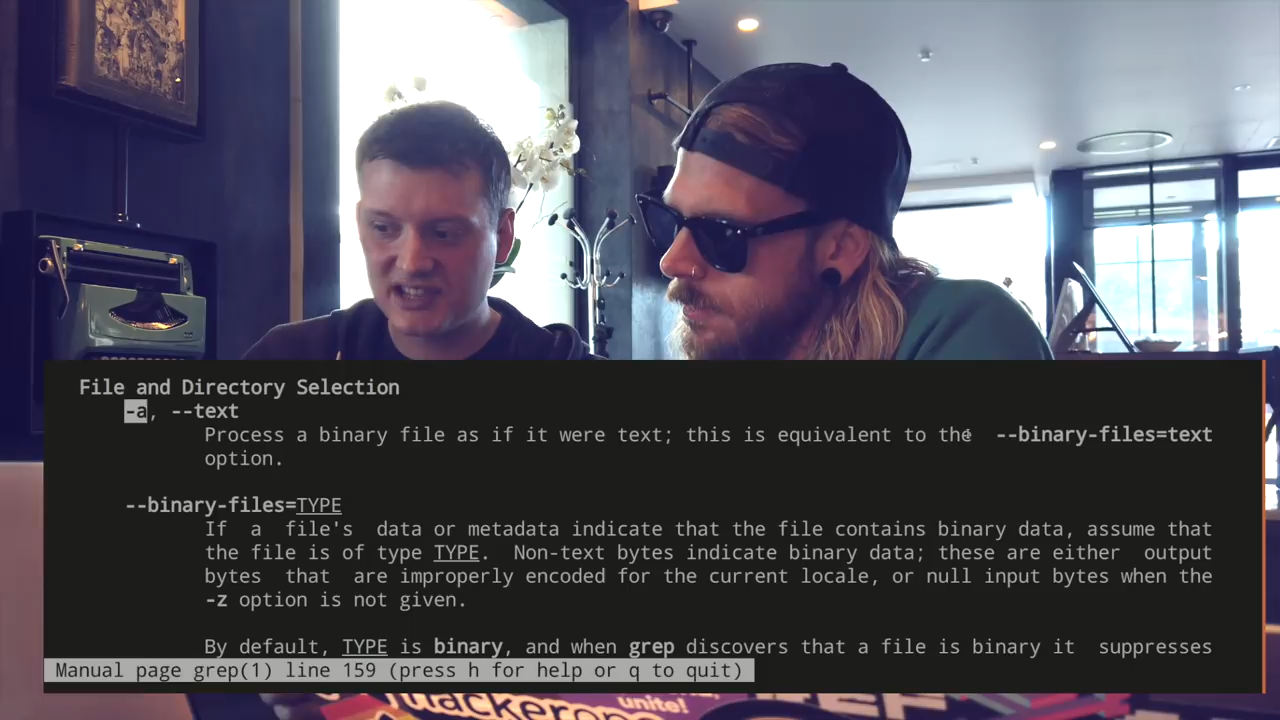 File and Directory Selection
-a, --text
Process a binary file as if it were text; this is equivalent to the --binary-files=text
option.
--binary-files=TYPE
If a file's data or metadata indicate that the file contains binary data, assume that
the file is of type TYPE. Non-text bytes indicate binary data; these are either output
bytes that are improperly encoded for the current locale, or null input bytes when the
-z option is not given.
By default, TYPE is binary, and when grep discovers that a file is binary it suppresses
Manual page grep(1) line 159 (press h for help or q to quit)
unite!